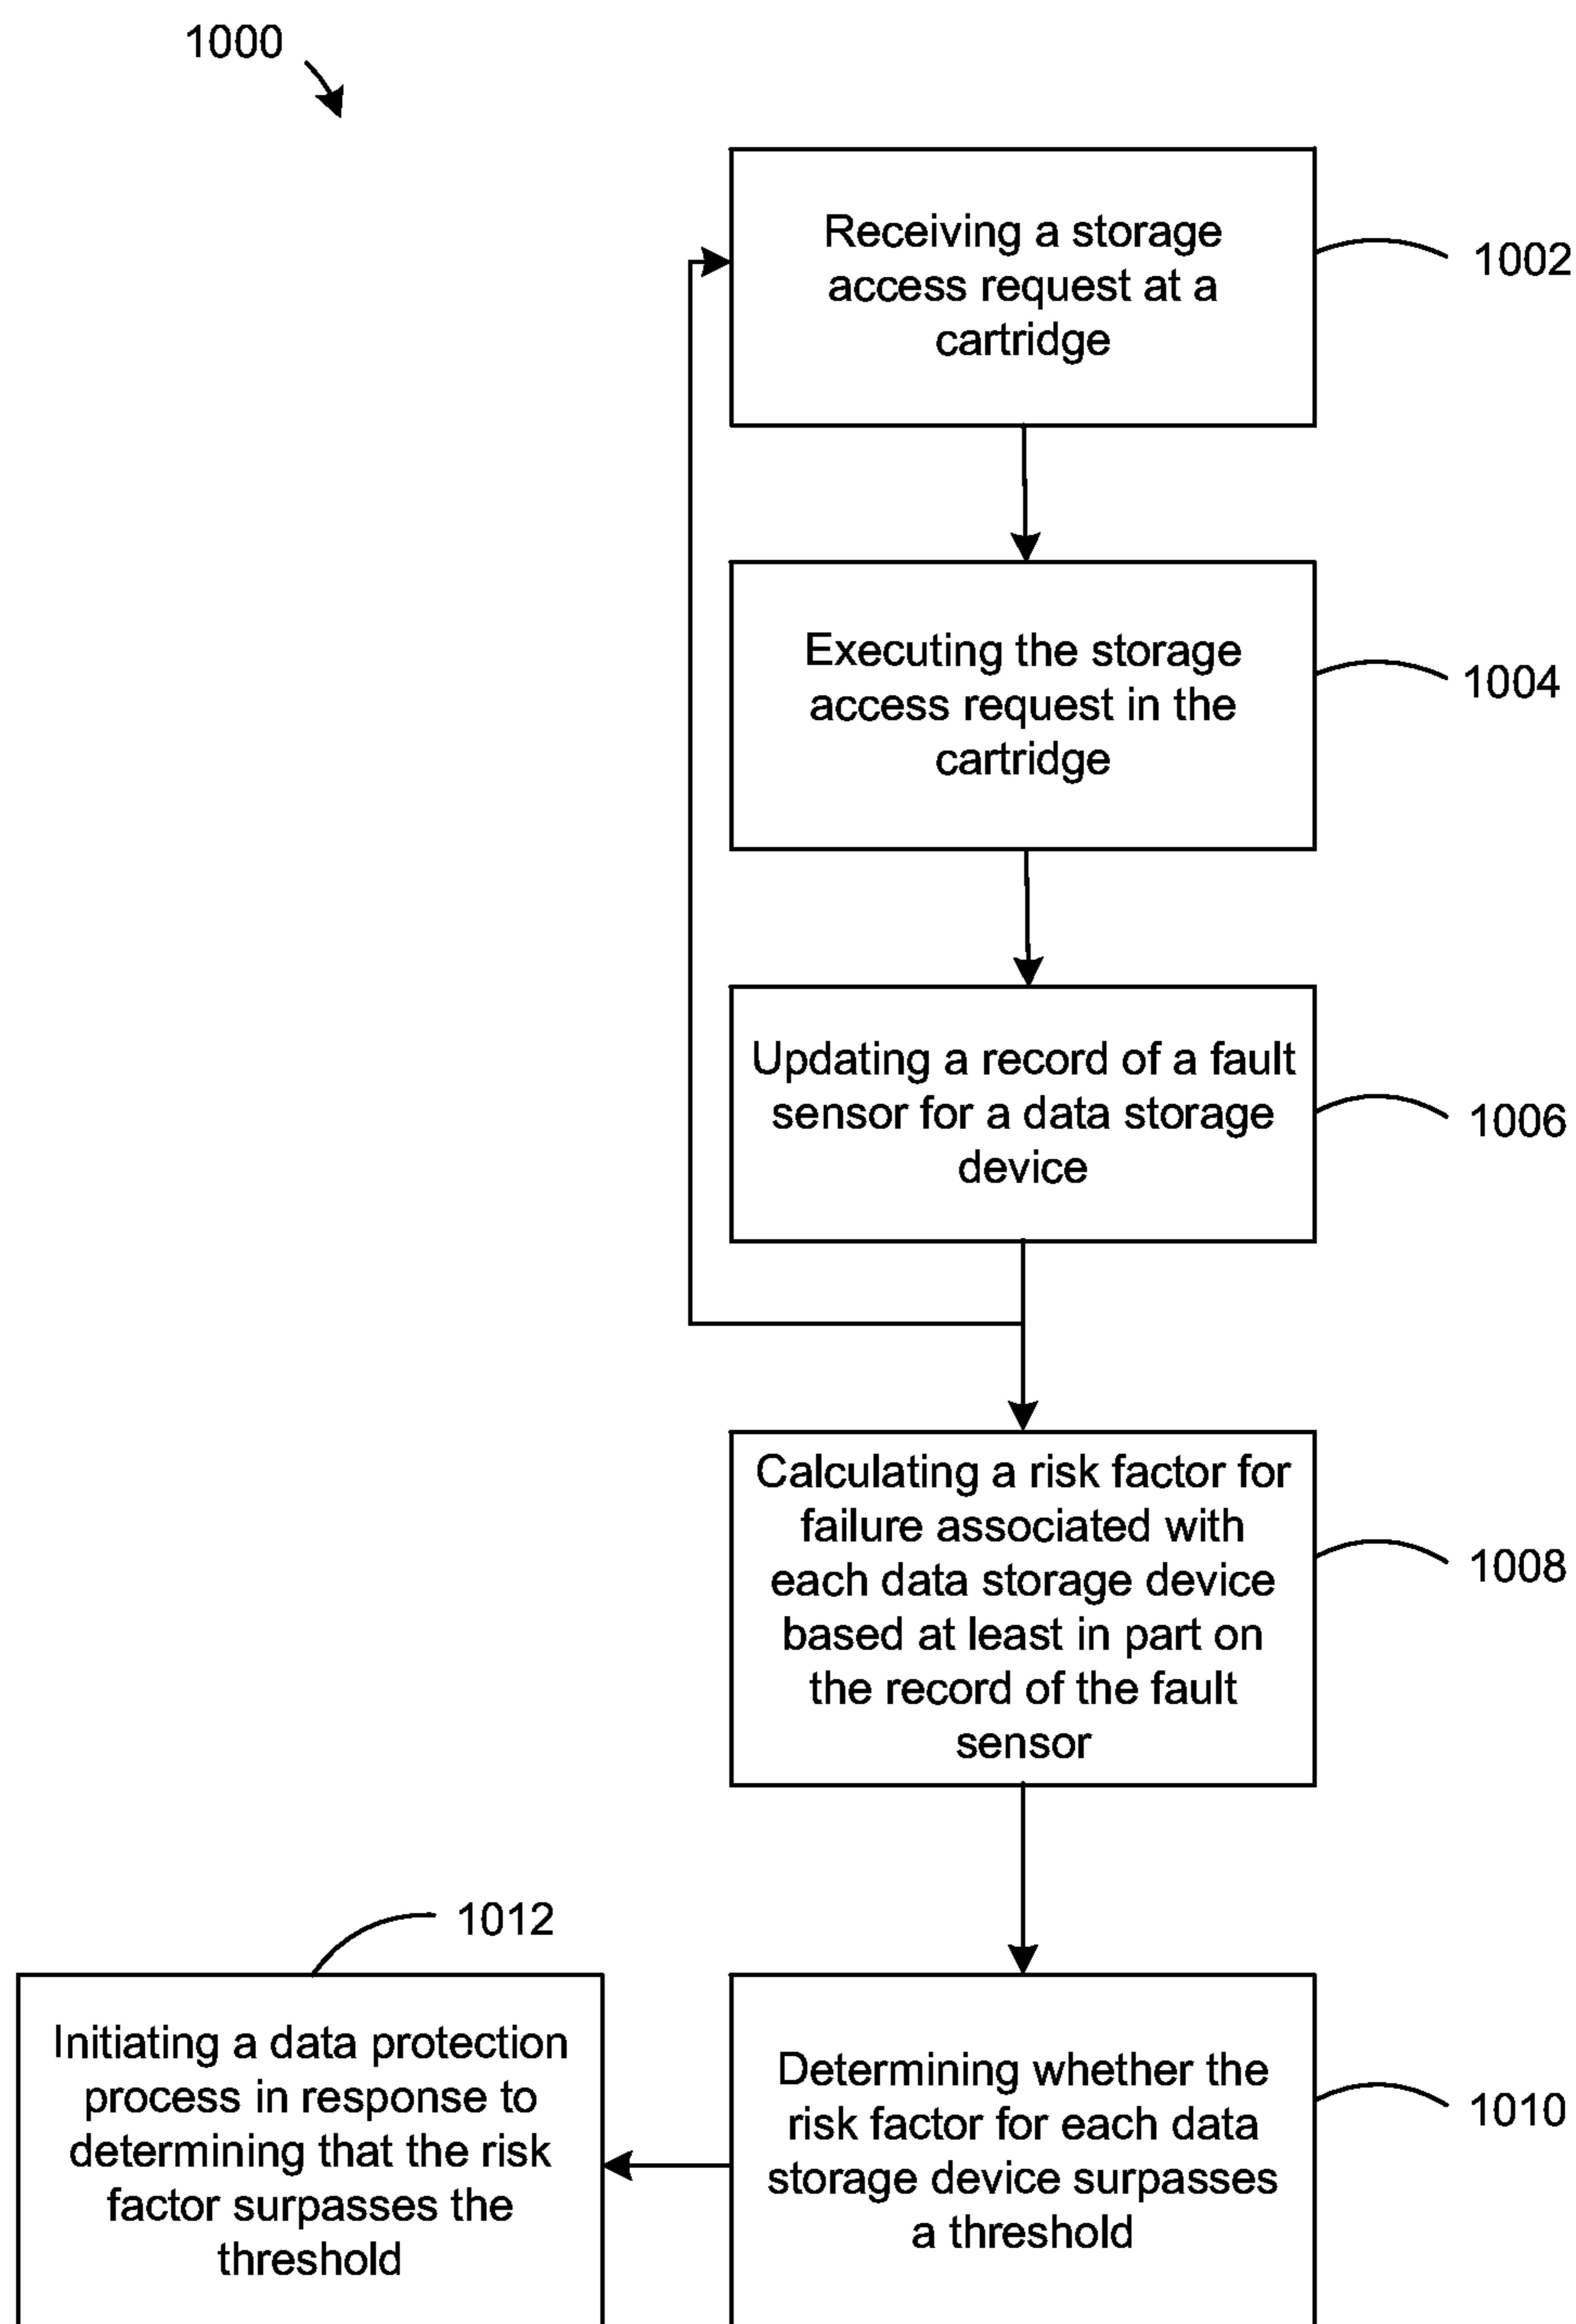 1000
Receiving a storage
access request at a
cartridge
1002
Executing the storage
access request in the
cartridge
1004
Updating a record of a fault
sensor for a data storage
device
1006
Calculating a risk factor for
failure associated with
each data storage device
based at least in part on
the record of the fault
sensor
1008
1012
Initiating a data protection
process in response to
determining that the risk
factor surpasses the
threshold
Determining whether the
risk factor for each data
storage device surpasses
a threshold
1010